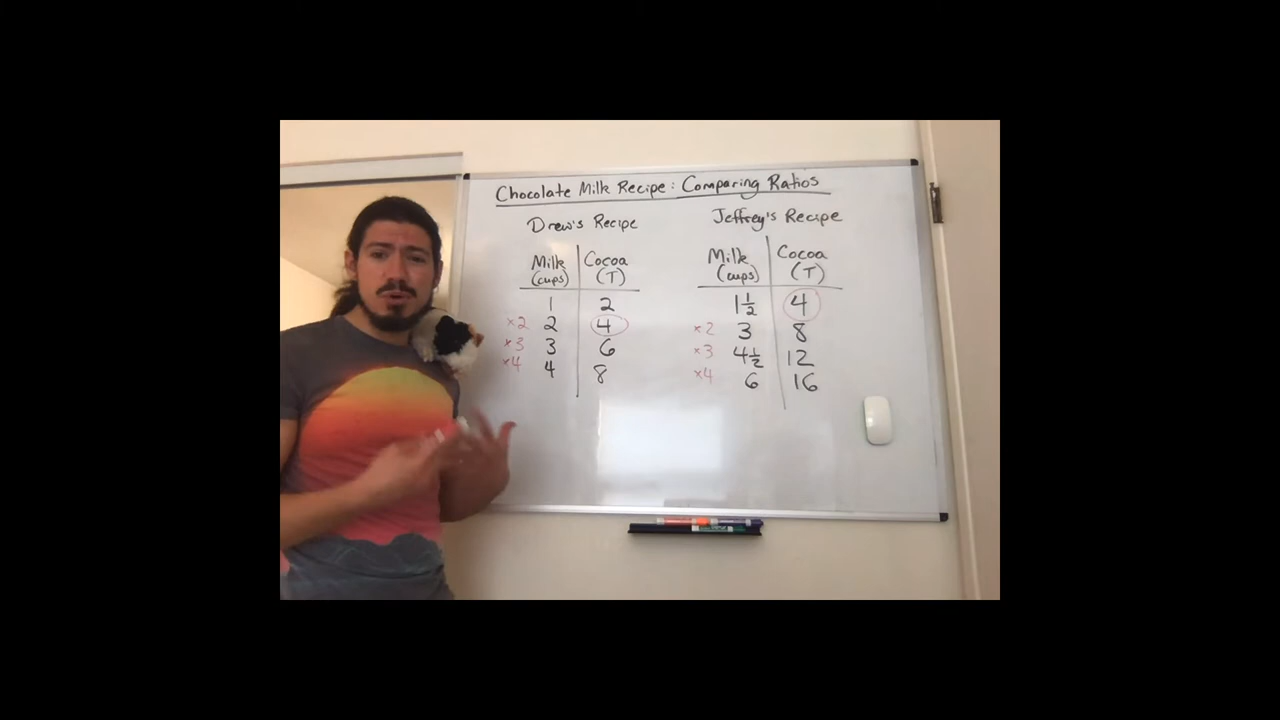 Chocolate Milk Recipe: Comparing Ratios
Drew's Recipe
Milk (cups) Cocoa (T)
1 2
×2 2 4
×3 3 6
×4 4 8
Jeffrey's Recipe
Milk (cups) Cocoa (T)
1½ 4
×2 3 8
×3 4½ 12
×4 6 16